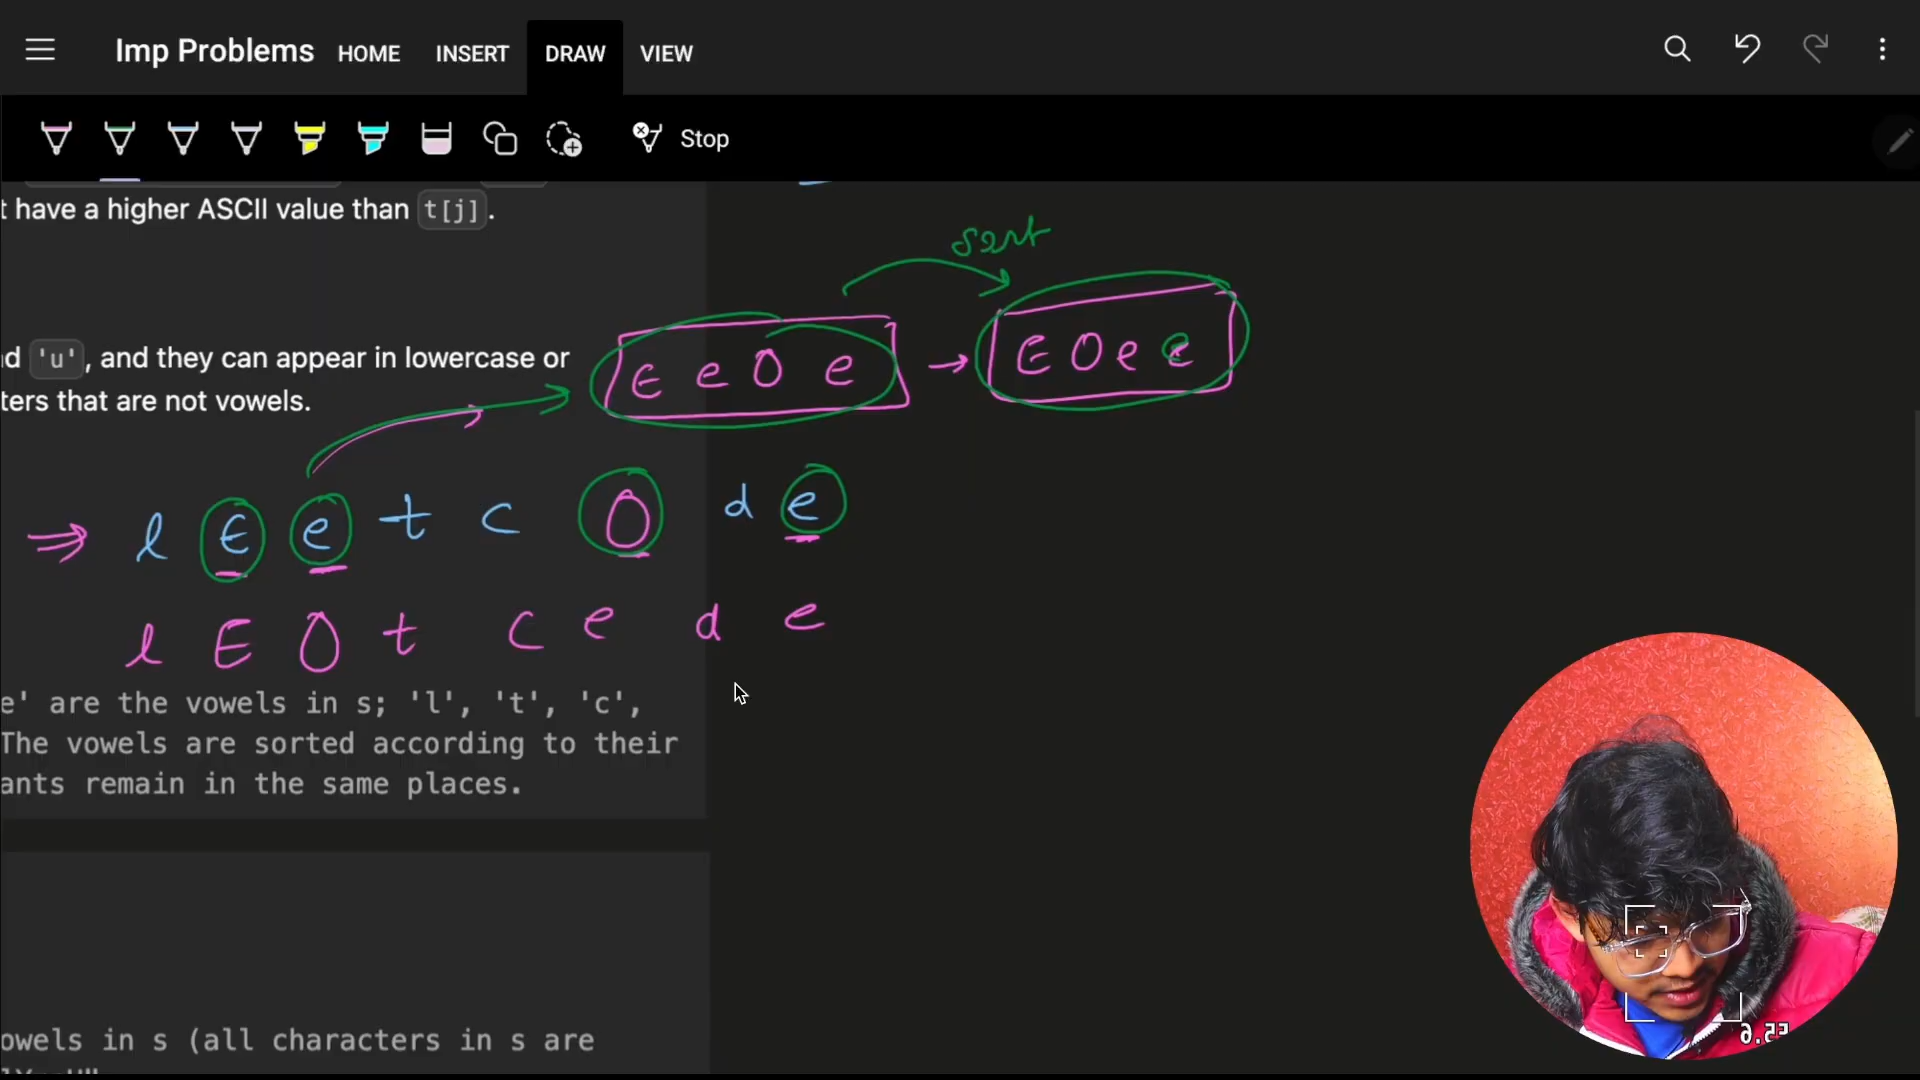 Imp Problems HOME INSERT DRAW VIEW
Stop
t have a higher ASCII value than t[j].
sort
nd 'u', and they can appear in lowercase or
ters that are not vowels.
E e O e → E O e e
⇒ l E e t c O d e
l E O t c e d e
e' are the vowels in s; 'l', 't', 'c',
The vowels are sorted according to their
ants remain in the same places.
owels in s (all characters in s are